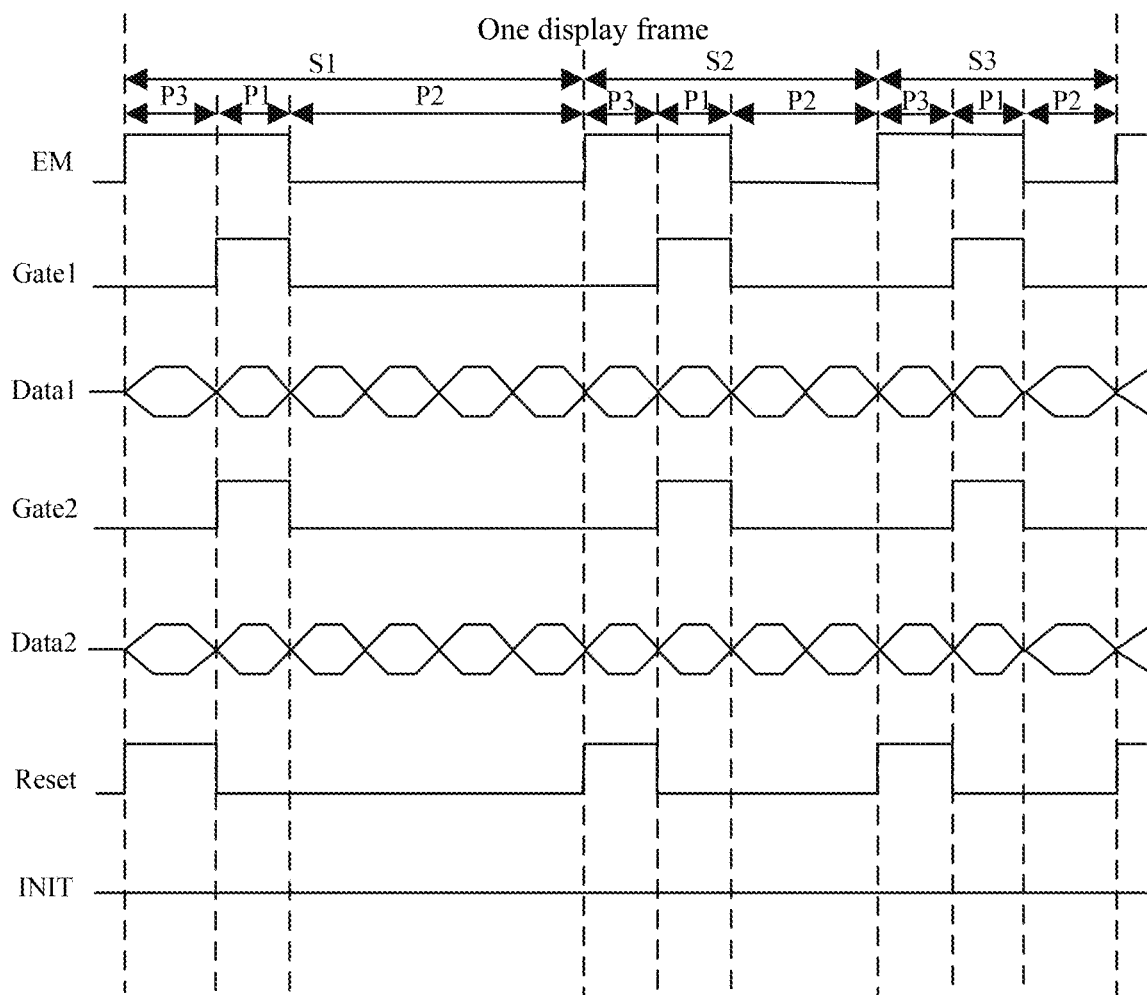 One display frame
S1 S2 S3
P3 P1 P2 P3 P1 P2 P3 P1 P2
EM
Gate1
Data1
Gate2
Data2
Reset
INIT